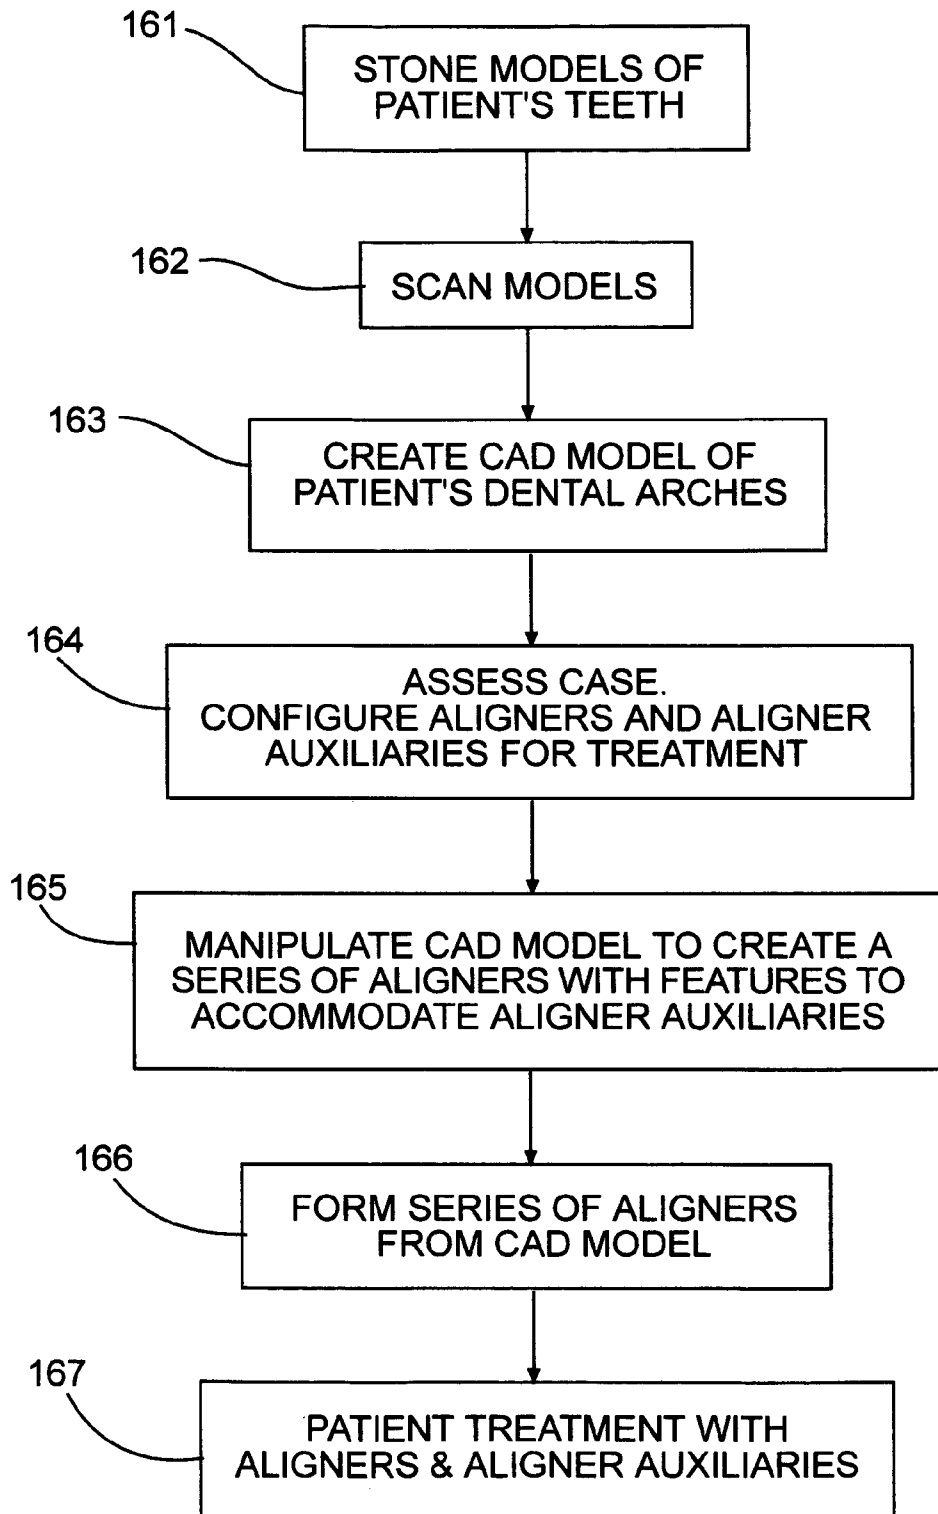 161
STONE MODELS OF
PATIENT'S TEETH
162
SCAN MODELS
163
CREATE CAD MODEL OF
PATIENT'S DENTAL ARCHES
164
ASSESS CASE.
CONFIGURE ALIGNERS AND ALIGNER
AUXILIARIES FOR TREATMENT
165
MANIPULATE CAD MODEL TO CREATE A
SERIES OF ALIGNERS WITH FEATURES TO
ACCOMMODATE ALIGNER AUXILIARIES
166
FORM SERIES OF ALIGNERS
FROM CAD MODEL
167
PATIENT TREATMENT WITH
ALIGNERS & ALIGNER AUXILIARIES